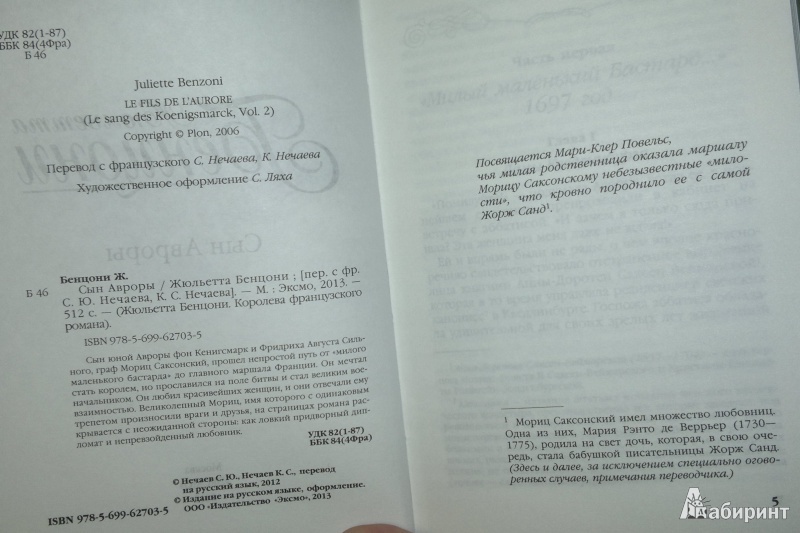 УДК 82(1-87)
ББК 84(4Фра)
Б 46
Juliette Benzoni
LE FILS DE L'AURORE
(Le sang des Koenigsmarck, Vol. 2)
Copyright © Plon, 2006
Перевод с французского С. Нечаева, К. Нечаева
Художественное оформление С. Ляха
Сын Авроры
Бенцони Ж.
Б 46 Сын Авроры / Жюльетта Бенцони ; [пер. с фр.
С. Ю. Нечаева, К. С. Нечаева]. — М. : Эксмо, 2013. —
512 с. — (Жюльетта Бенцони. Королева французского
романа).
ISBN 978-5-699-62703-5
Сын юной Авроры фон Кенигсмарк и Фридриха Августа Силь-
ного, граф Мориц Саксонский, прошел непростой путь от «милого
маленького бастарда» до главного маршала Франции. Он мечтал
стать королем, но прославился на поле битвы и стал великим вое-
начальником. Он любил красивейших женщин, и они отвечали ему
взаимностью. Великолепный Мориц, имя которого с одинаковым
трепетом произносили враги и друзья, на страницах романа рас-
крывается с неожиданной стороны: как ловкий придворный дип-
ломат и непревзойденный любовник.
УДК 82(1-87)
ББК 84(4Фра)
© Нечаев С. Ю., Нечаев К. С., перевод
на русский язык, 2012
© Издание на русском языке, оформление.
ООО «Издательство «Эксмо», 2013
ISBN 978-5-699-62703-5
Часть первая
«Милый маленький бастард...»
1697 год
Посвящается Мари-Клер Повельс,
чья милая родственница оказала маршалу
Морицу Саксонскому небезызвестные «мило-
сти», что кровно породнило ее с самой
Жорж Санд¹.
¹ Мориц Саксонский имел множество любовниц.
Одна из них, Мария Рэнто де Веррьер (1730—
1775), родила на свет дочь, которая, в свою оче-
редь, стала бабушкой писательницы Жорж Санд.
(Здесь и далее, за исключением специально огово-
ренных случаев, примечания переводчика.)
5
Лабиринт